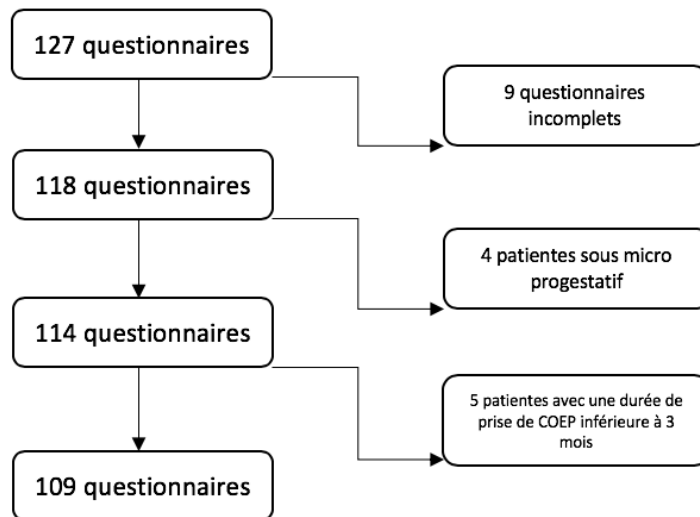 127 questionnaires
9 questionnaires
incomplets
118 questionnaires
4 patientes sous micro
progestatif
114 questionnaires
5 patientes avec une durée de
prise de COEP inférieure à 3
mois
109 questionnaires